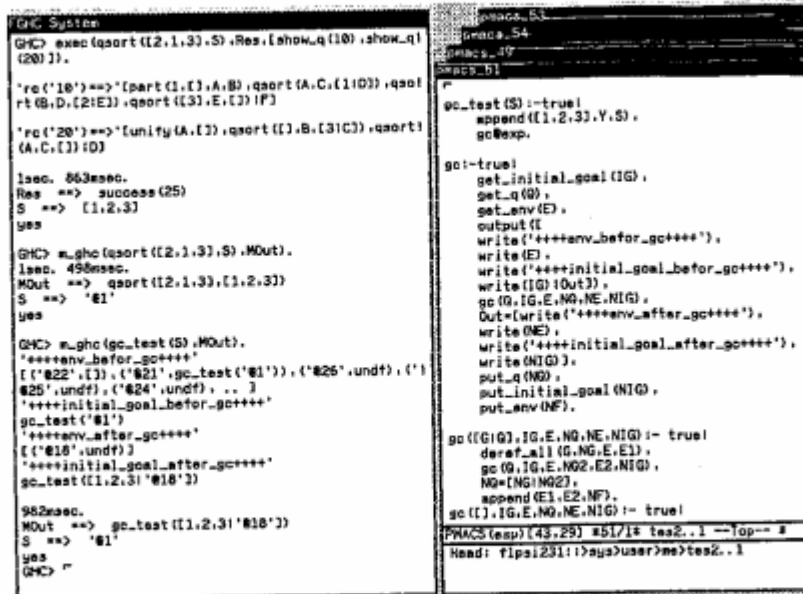 GHC System
GHC> exec(qsort([2,1,3],S),Res,[show_q(10),show_q(
(20)]).
"rc('10')==>"[part(1,[],A,B),qsort(A,C,[1|D]),qso
rt(B,D,[2|E]),qsort([3],E,[])|F]
"rc('20')==>"[unify(A,[]),qsort([],B,[3|C]),qsort
(A,C,[])|D]
1sec. 863msec.
Res ==> success(25)
S ==> [1,2,3]
yes
GHC> m_ghc(qsort([2,1,3],S),MOut).
1sec. 498msec.
MOut ==> qsort([2,1,3],[1,2,3])
S ==> '@1'
yes
GHC> m_ghc(gc_test(S),MOut).
'++++env_befor_gc++++'
[('@22',[]),('@21',gc_test('@1')),('@26',undf),('
@25',undf),('@24',undf), .. ]
'++++initial_goal_befor_gc++++'
gc_test('@1')
'++++env_after_gc++++'
[('@18',undf)]
'++++initial_goal_after_gc++++'
gc_test([1,2,3|'@18'])
982msec.
MOut ==> gc_test([1,2,3|'@18'])
S ==> '@1'
yes
GHC>
pmacs_53
pmacs_54
pmacs_49
pmacs_51
gc_test(S):-true|
append([1,2,3],Y,S),
gc@exp.
gc:-true|
get_initial_goal(IG),
get_q(Q),
get_env(E),
output([
write('++++env_befor_gc++++'),
write(E),
write('++++initial_goal_befor_gc++++'),
write(IG)|Out]),
gc(Q,IG,E,NQ,NE,NIG),
Out=[write('++++env_after_gc++++'),
write(NE),
write('++++initial_goal_after_gc++++'),
write(NIG)],
put_q(NQ),
put_initial_goal(NIG),
put_env(NF).
gc([G|Q],IG,E,NQ,NE,NIG):- true|
deref_all(G,NG,E,E1),
gc(Q,IG,E,NQ2,E2,NIG),
NQ=[NG|NQ2],
append(E1,E2,NF).
gc([],IG,E,NQ,NE,NIG):- true|
PMACS(esp)[43,29] *51/1* tes2..1 --Top-- *
Head: flpsi231::>sys>user>me>tes2..1